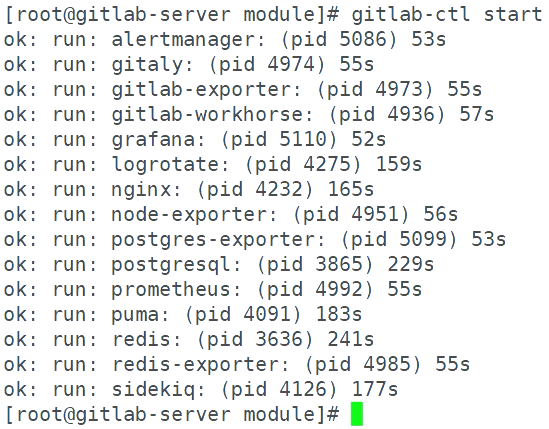 [root@gitlab-server module]# gitlab-ctl start
ok: run: alertmanager: (pid 5086) 53s
ok: run: gitaly: (pid 4974) 55s
ok: run: gitlab-exporter: (pid 4973) 55s
ok: run: gitlab-workhorse: (pid 4936) 57s
ok: run: grafana: (pid 5110) 52s
ok: run: logrotate: (pid 4275) 159s
ok: run: nginx: (pid 4232) 165s
ok: run: node-exporter: (pid 4951) 56s
ok: run: postgres-exporter: (pid 5099) 53s
ok: run: postgresql: (pid 3865) 229s
ok: run: prometheus: (pid 4992) 55s
ok: run: puma: (pid 4091) 183s
ok: run: redis: (pid 3636) 241s
ok: run: redis-exporter: (pid 4985) 55s
ok: run: sidekiq: (pid 4126) 177s
[root@gitlab-server module]#